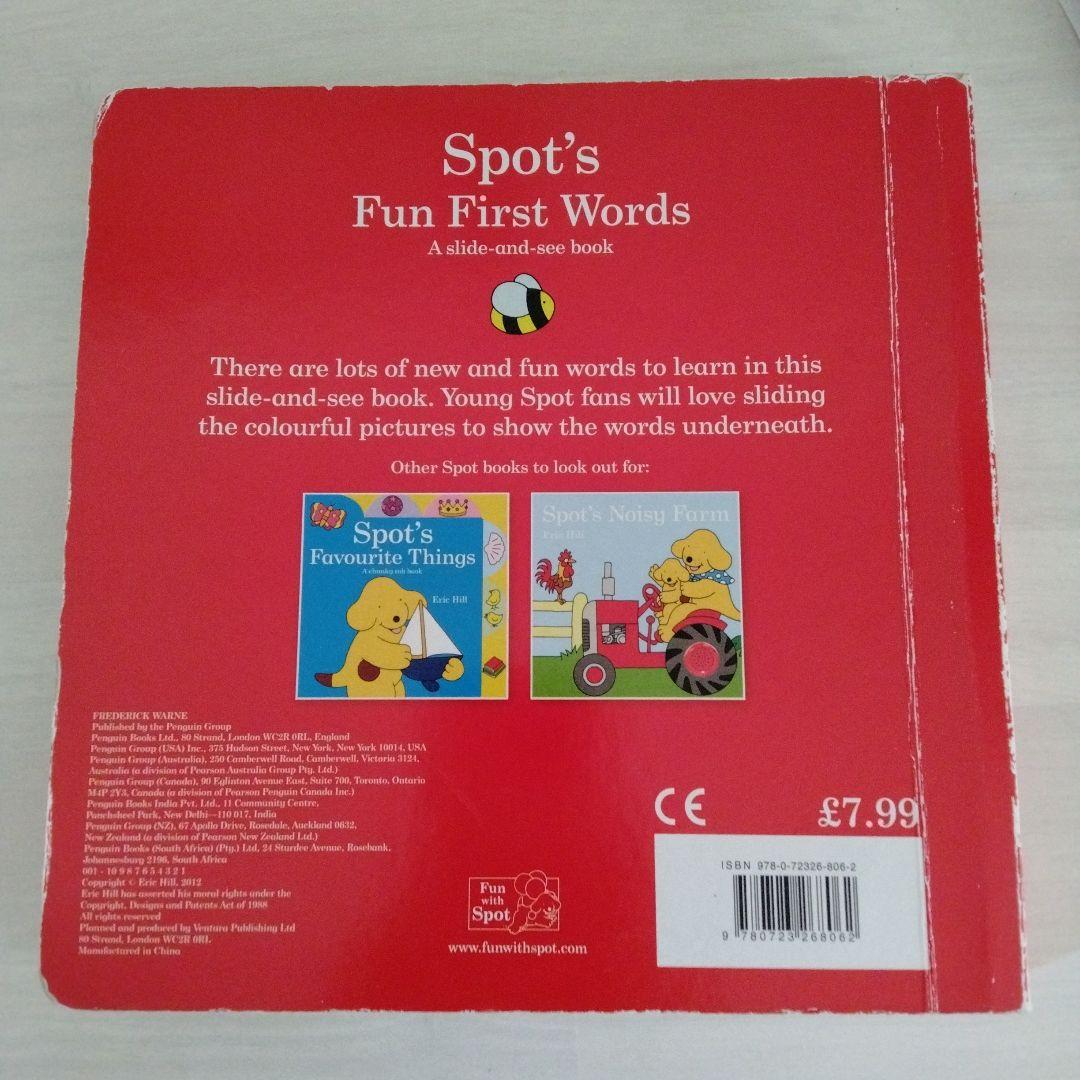 Spot's
Fun First Words
A slide-and-see book
There are lots of new and fun words to learn in this
slide-and-see book. Young Spot fans will love sliding
the colourful pictures to show the words underneath.
Other Spot books to look out for:
Spot's
Favourite Things
A chunky tab book
Eric Hill
Spot's Noisy Farm
Eric Hill
FREDERICK WARNE
Published by the Penguin Group
Penguin Books Ltd., 80 Strand, London WC2R 0RL, England
Penguin Group (USA) Inc., 375 Hudson Street, New York, New York 10014, USA
Penguin Group (Australia), 250 Camberwell Road, Camberwell, Victoria 3124,
Australia (a division of Pearson Australia Group Pty. Ltd.)
Penguin Group (Canada), 90 Eglinton Avenue East, Suite 700, Toronto, Ontario
M4P 2Y3, Canada (a division of Pearson Penguin Canada Inc.)
Penguin Books India Pvt. Ltd., 11 Community Centre,
Panchsheel Park, New Delhi—110 017, India
Penguin Group (NZ), 67 Apollo Drive, Rosedale, Auckland 0632,
New Zealand (a division of Pearson New Zealand Ltd.)
Penguin Books (South Africa) (Pty.) Ltd, 24 Sturdee Avenue, Rosebank,
Johannesburg 2196, South Africa
001 - 10 9 8 7 6 5 4 3 2 1
Copyright © Eric Hill, 2012
Eric Hill has asserted his moral rights under the
Copyright, Designs and Patents Act of 1988
All rights reserved
Planned and produced by Ventura Publishing Ltd
80 Strand, London WC2R 0RL
Manufactured in China
Fun
with
Spot
www.funwithspot.com
CE
£7.99
ISBN 978-0-72326-806-2
9 780723 268062